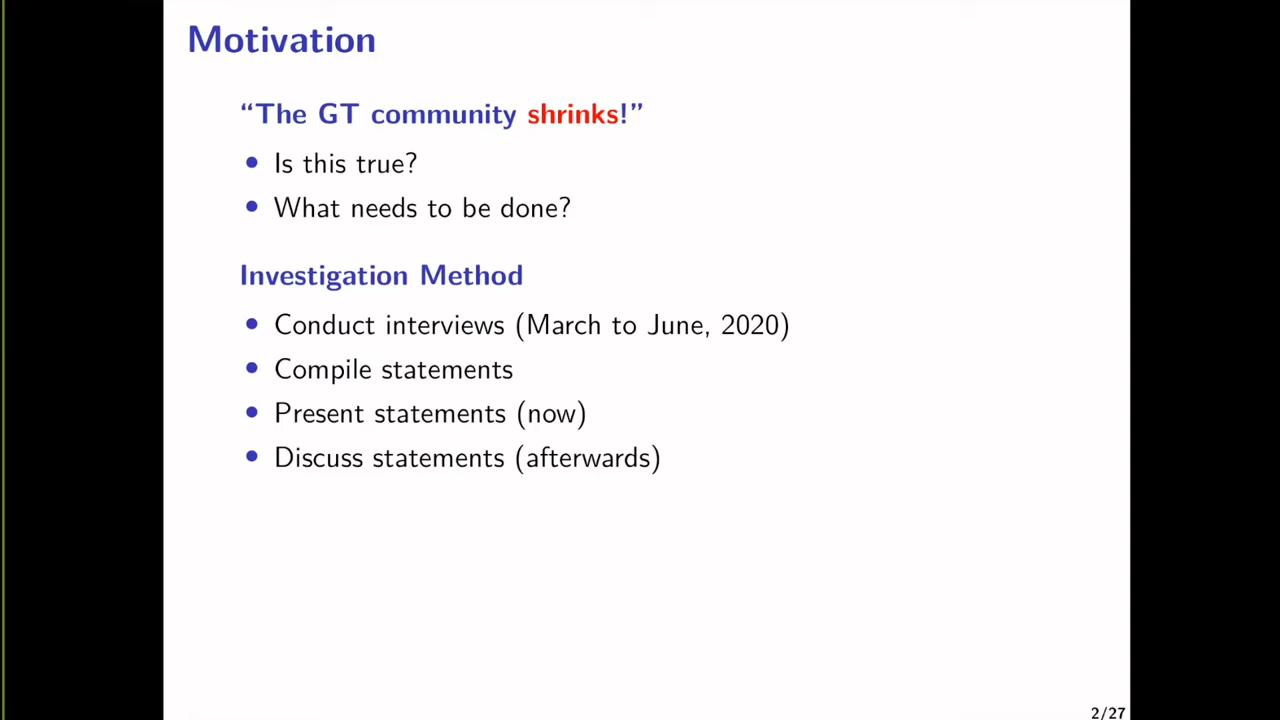 Motivation
“The GT community shrinks!”
• Is this true?
• What needs to be done?
Investigation Method
• Conduct interviews (March to June, 2020)
• Compile statements
• Present statements (now)
• Discuss statements (afterwards)
2/27